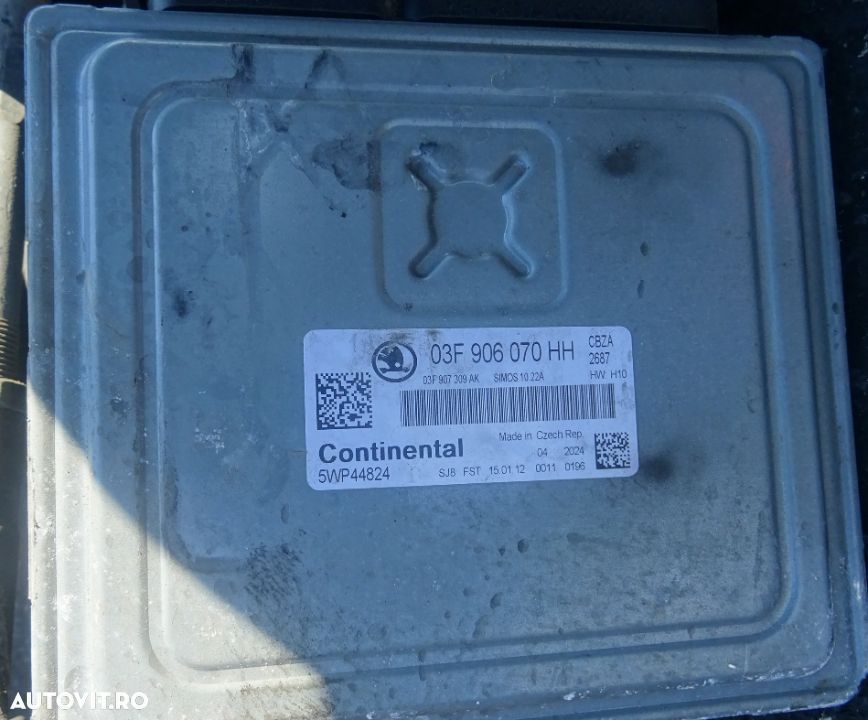 03F 906 070 HH
CBZA
2687
03F 907 309 AK SIMOS 10.22A HW H10
Continental
Made in Czech Rep.
04 2024
5WP44824
SJ8 FST 15.01.12 0011 0196
AUTOVIT.RO